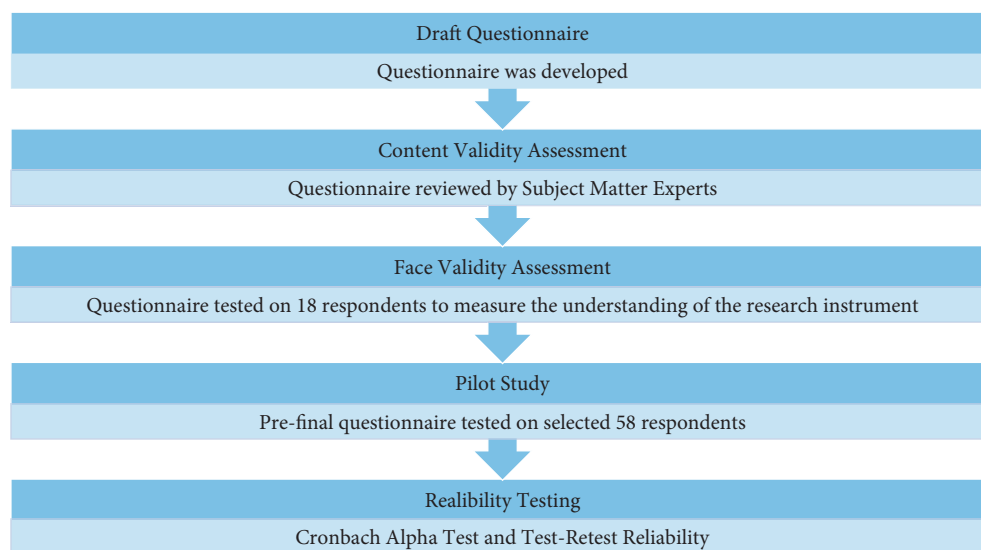 Draft Questionnaire
Questionnaire was developed
Content Validity Assessment
Questionnaire reviewed by Subject Matter Experts
Face Validity Assessment
Questionnaire tested on 18 respondents to measure the understanding of the research instrument
Pilot Study
Pre-final questionnaire tested on selected 58 respondents
Realibility Testing
Cronbach Alpha Test and Test-Retest Reliability